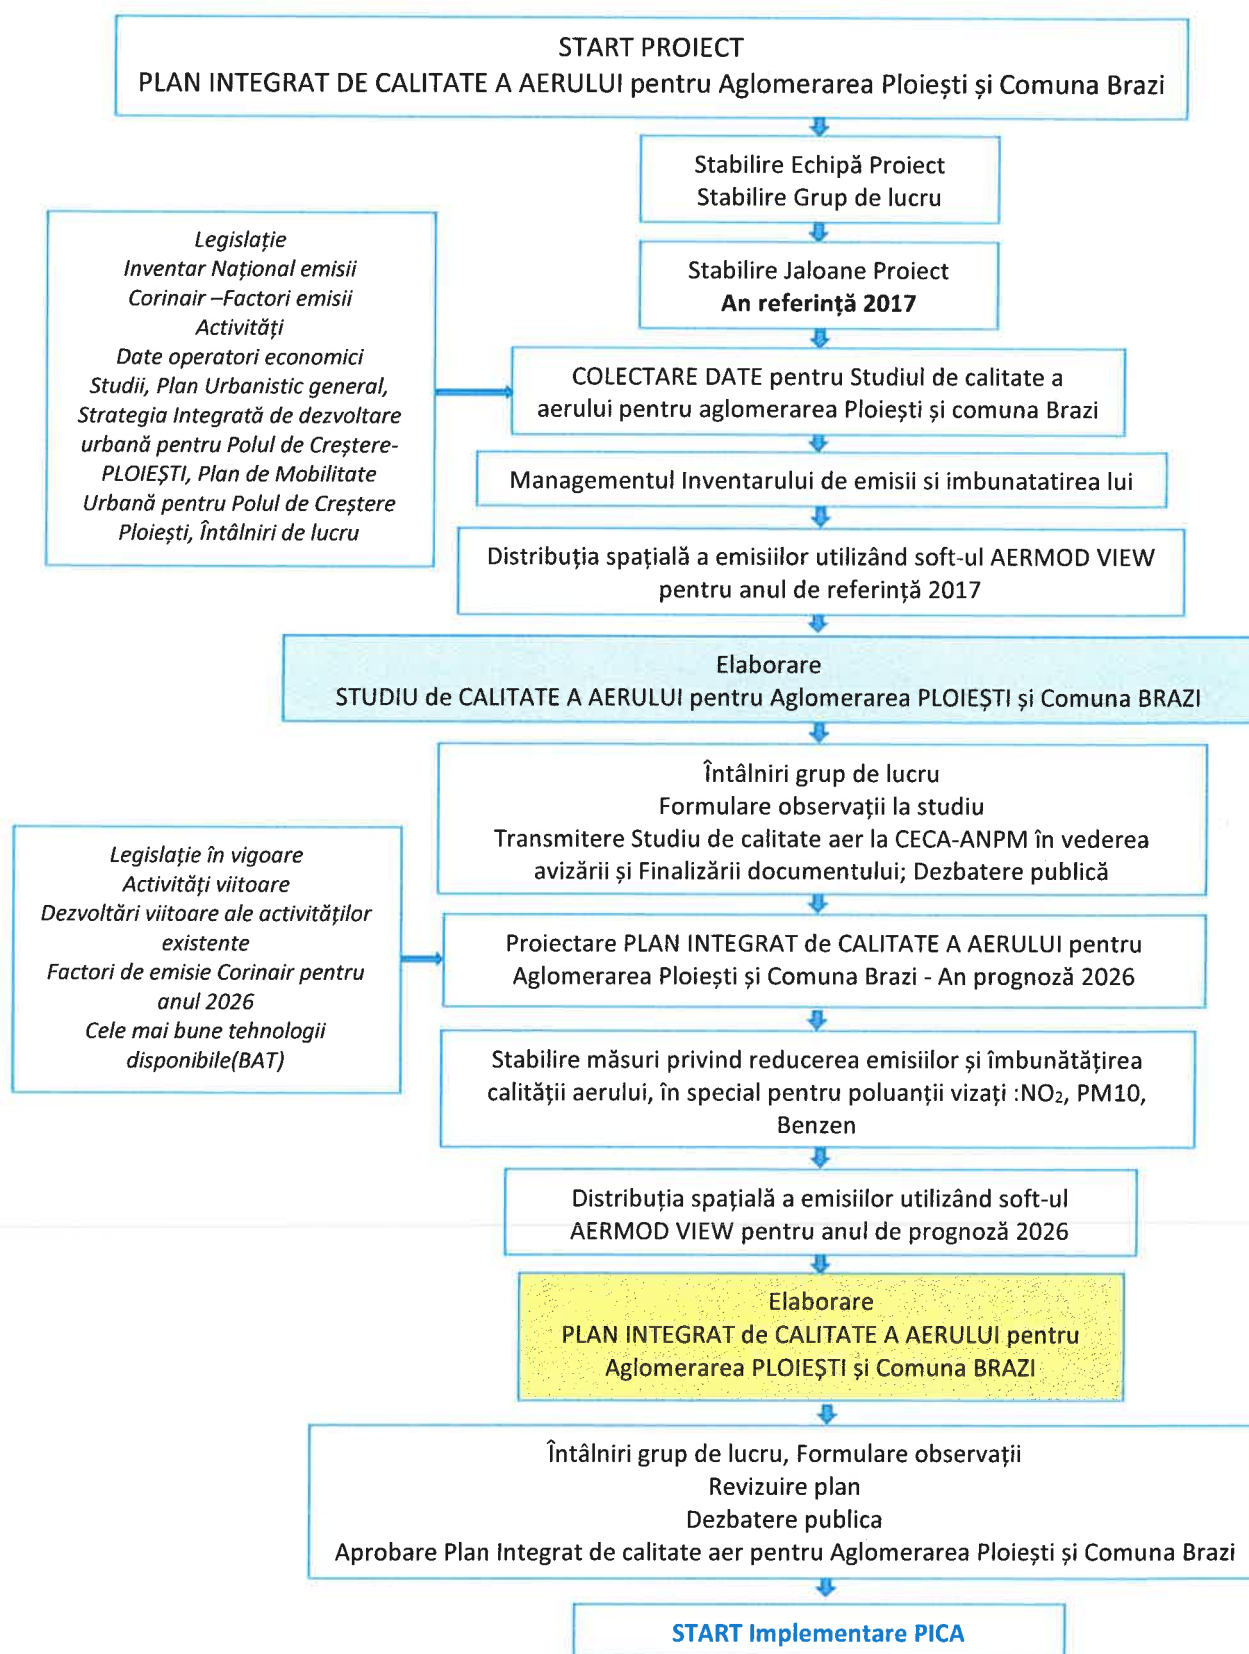 START PROIECT
PLAN INTEGRAT DE CALITATE A AERULUI pentru Aglomerarea Ploiești și Comuna Brazi
Stabilire Echipă Proiect
Stabilire Grup de lucru
Stabilire Jaloane Proiect
An referință 2017
Legislație
Inventar Național emisii
Corinair –Factori emisii
Activități
Date operatori economici
Studii, Plan Urbanistic general,
Strategia Integrată de dezvoltare
urbană pentru Polul de Creștere-
PLOIEȘTI, Plan de Mobilitate
Urbană pentru Polul de Creștere
Ploiești, Întâlniri de lucru
COLECTARE DATE pentru Studiul de calitate a
aerului pentru aglomerarea Ploiești și comuna Brazi
Managementul Inventarului de emisii si imbunatatirea lui
Distribuția spațială a emisiilor utilizând soft-ul AERMOD VIEW
pentru anul de referință 2017
Elaborare
STUDIU de CALITATE A AERULUI pentru Aglomerarea PLOIEȘTI și Comuna BRAZI
Întâlniri grup de lucru
Formulare observații la studiu
Transmitere Studiu de calitate aer la CECA-ANPM în vederea
avizării și Finalizării documentului; Dezbatere publică
Legislație în vigoare
Activități viitoare
Dezvoltări viitoare ale activităților
existente
Factori de emisie Corinair pentru
anul 2026
Cele mai bune tehnologii
disponibile(BAT)
Proiectare PLAN INTEGRAT de CALITATE A AERULUI pentru
Aglomerarea Ploiești și Comuna Brazi - An prognoză 2026
Stabilire măsuri privind reducerea emisiilor și îmbunătățirea
calității aerului, în special pentru poluanții vizați :NO₂, PM10,
Benzen
Distribuția spațială a emisiilor utilizând soft-ul
AERMOD VIEW pentru anul de prognoză 2026
Elaborare
PLAN INTEGRAT de CALITATE A AERULUI pentru
Aglomerarea PLOIEȘTI și Comuna BRAZI
Întâlniri grup de lucru, Formulare observații
Revizuire plan
Dezbatere publica
Aprobare Plan Integrat de calitate aer pentru Aglomerarea Ploiești și Comuna Brazi
START Implementare PICA